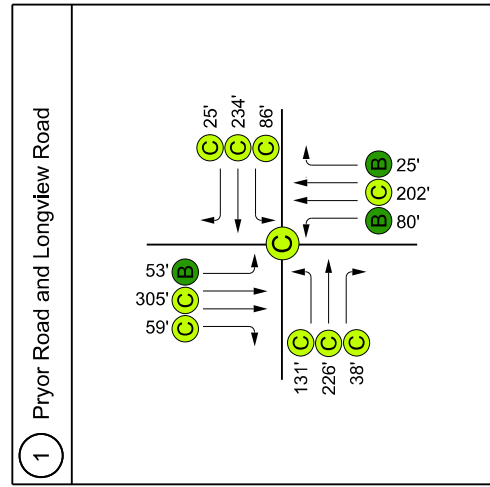 1 Pryor Road and Longview Road
C 25'
C 234'
C 86'
53' B
305' C
59' C
C
B 25'
C 202'
B 80'
131' C
226' C
38' C